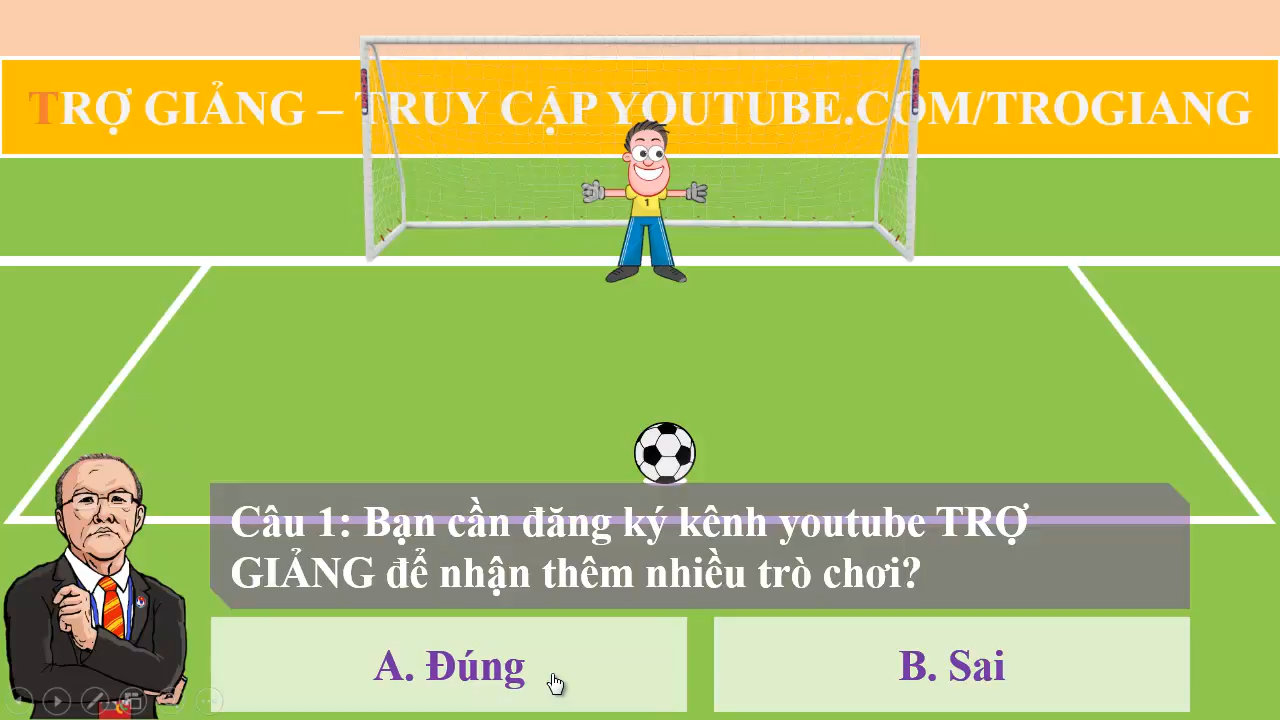 TRỢ GIẢNG – TRUY CẬP YOUTUBE.COM/TROGIANG
1
Câu 1: Bạn cần đăng ký kênh youtube TRỢ
GIẢNG để nhận thêm nhiều trò chơi?
A. Đúng
B. Sai